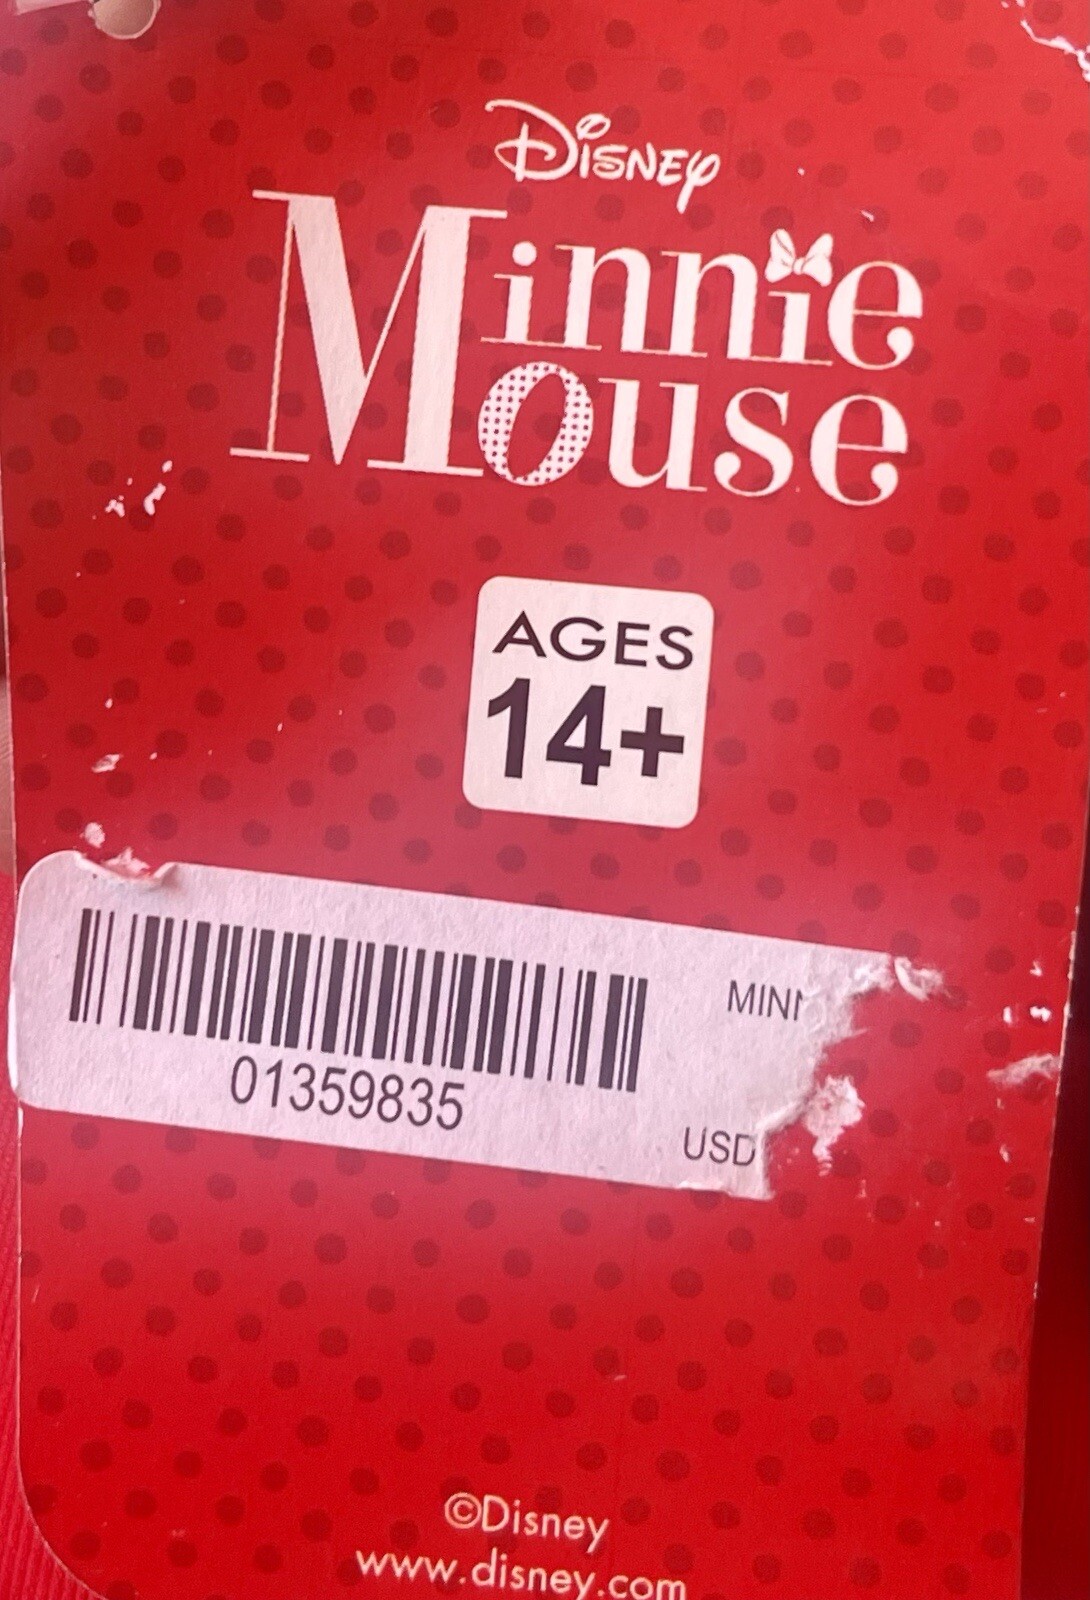 Disney
Minnie
Mouse
AGES
14+
MINN
01359835
USD
©Disney
www.disney.com